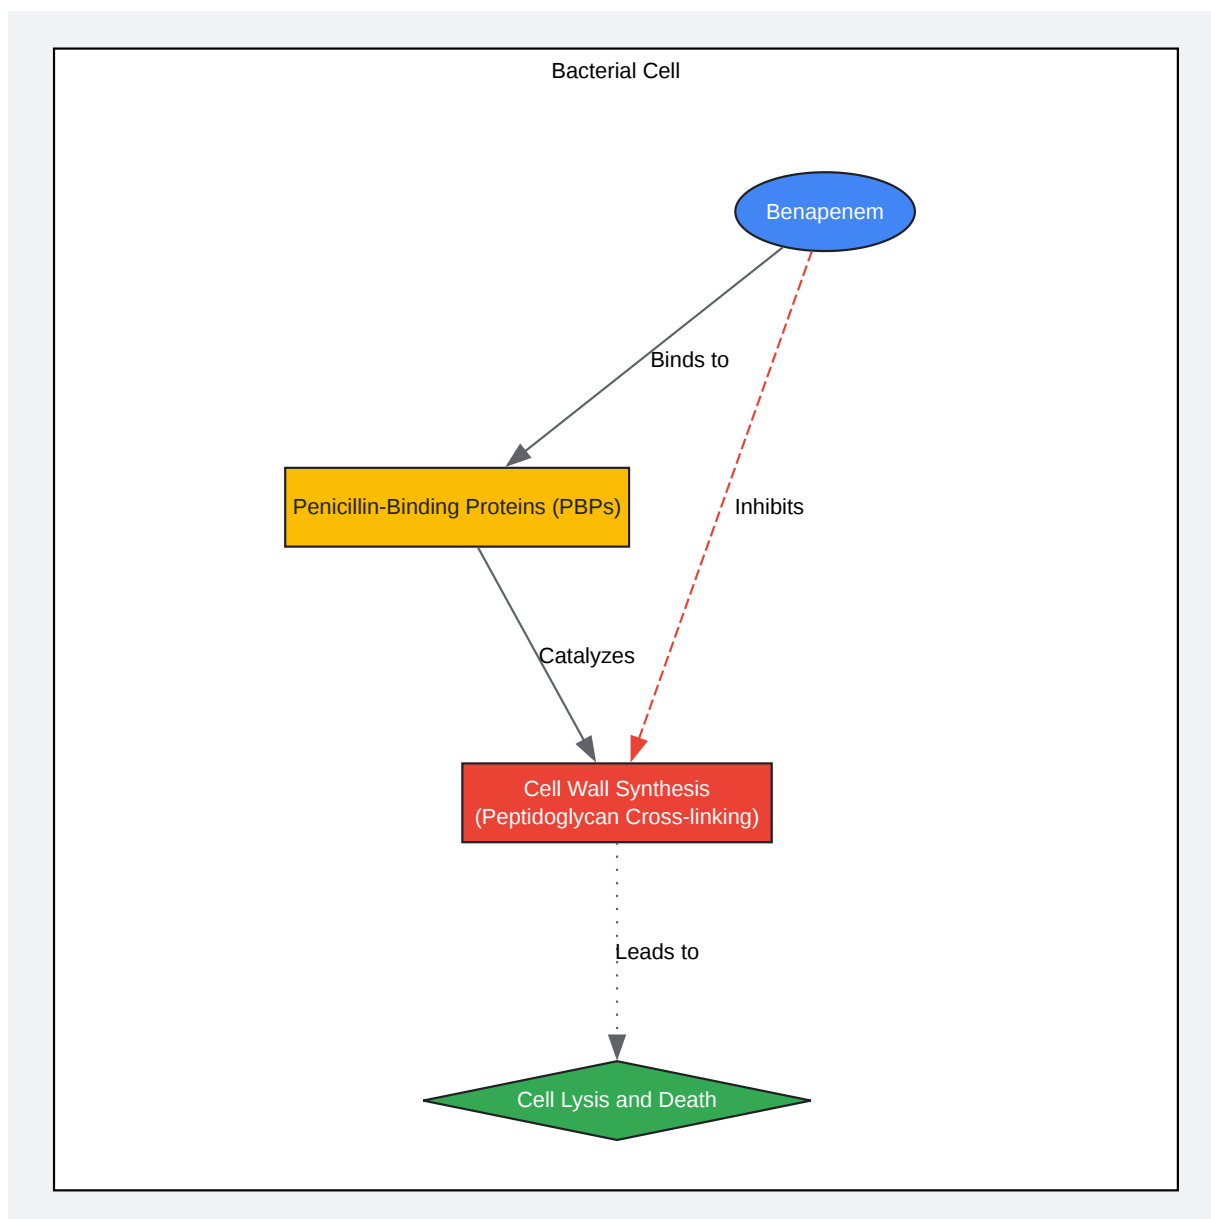 Bacterial Cell
Benapenem
Binds to
Penicillin-Binding Proteins (PBPs)
Inhibits
Catalyzes
Cell Wall Synthesis
(Peptidoglycan Cross-linking)
Leads to
Cell Lysis and Death